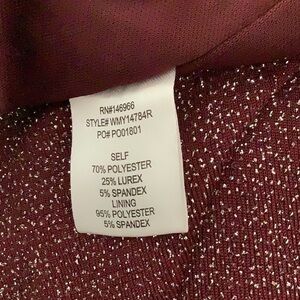 RN#146966
STYLE# WMY14784R
PO# PO01801
SELF
70% POLYESTER
25% LUREX
5% SPANDEX
LINING
95% POLYESTER
5% SPANDEX